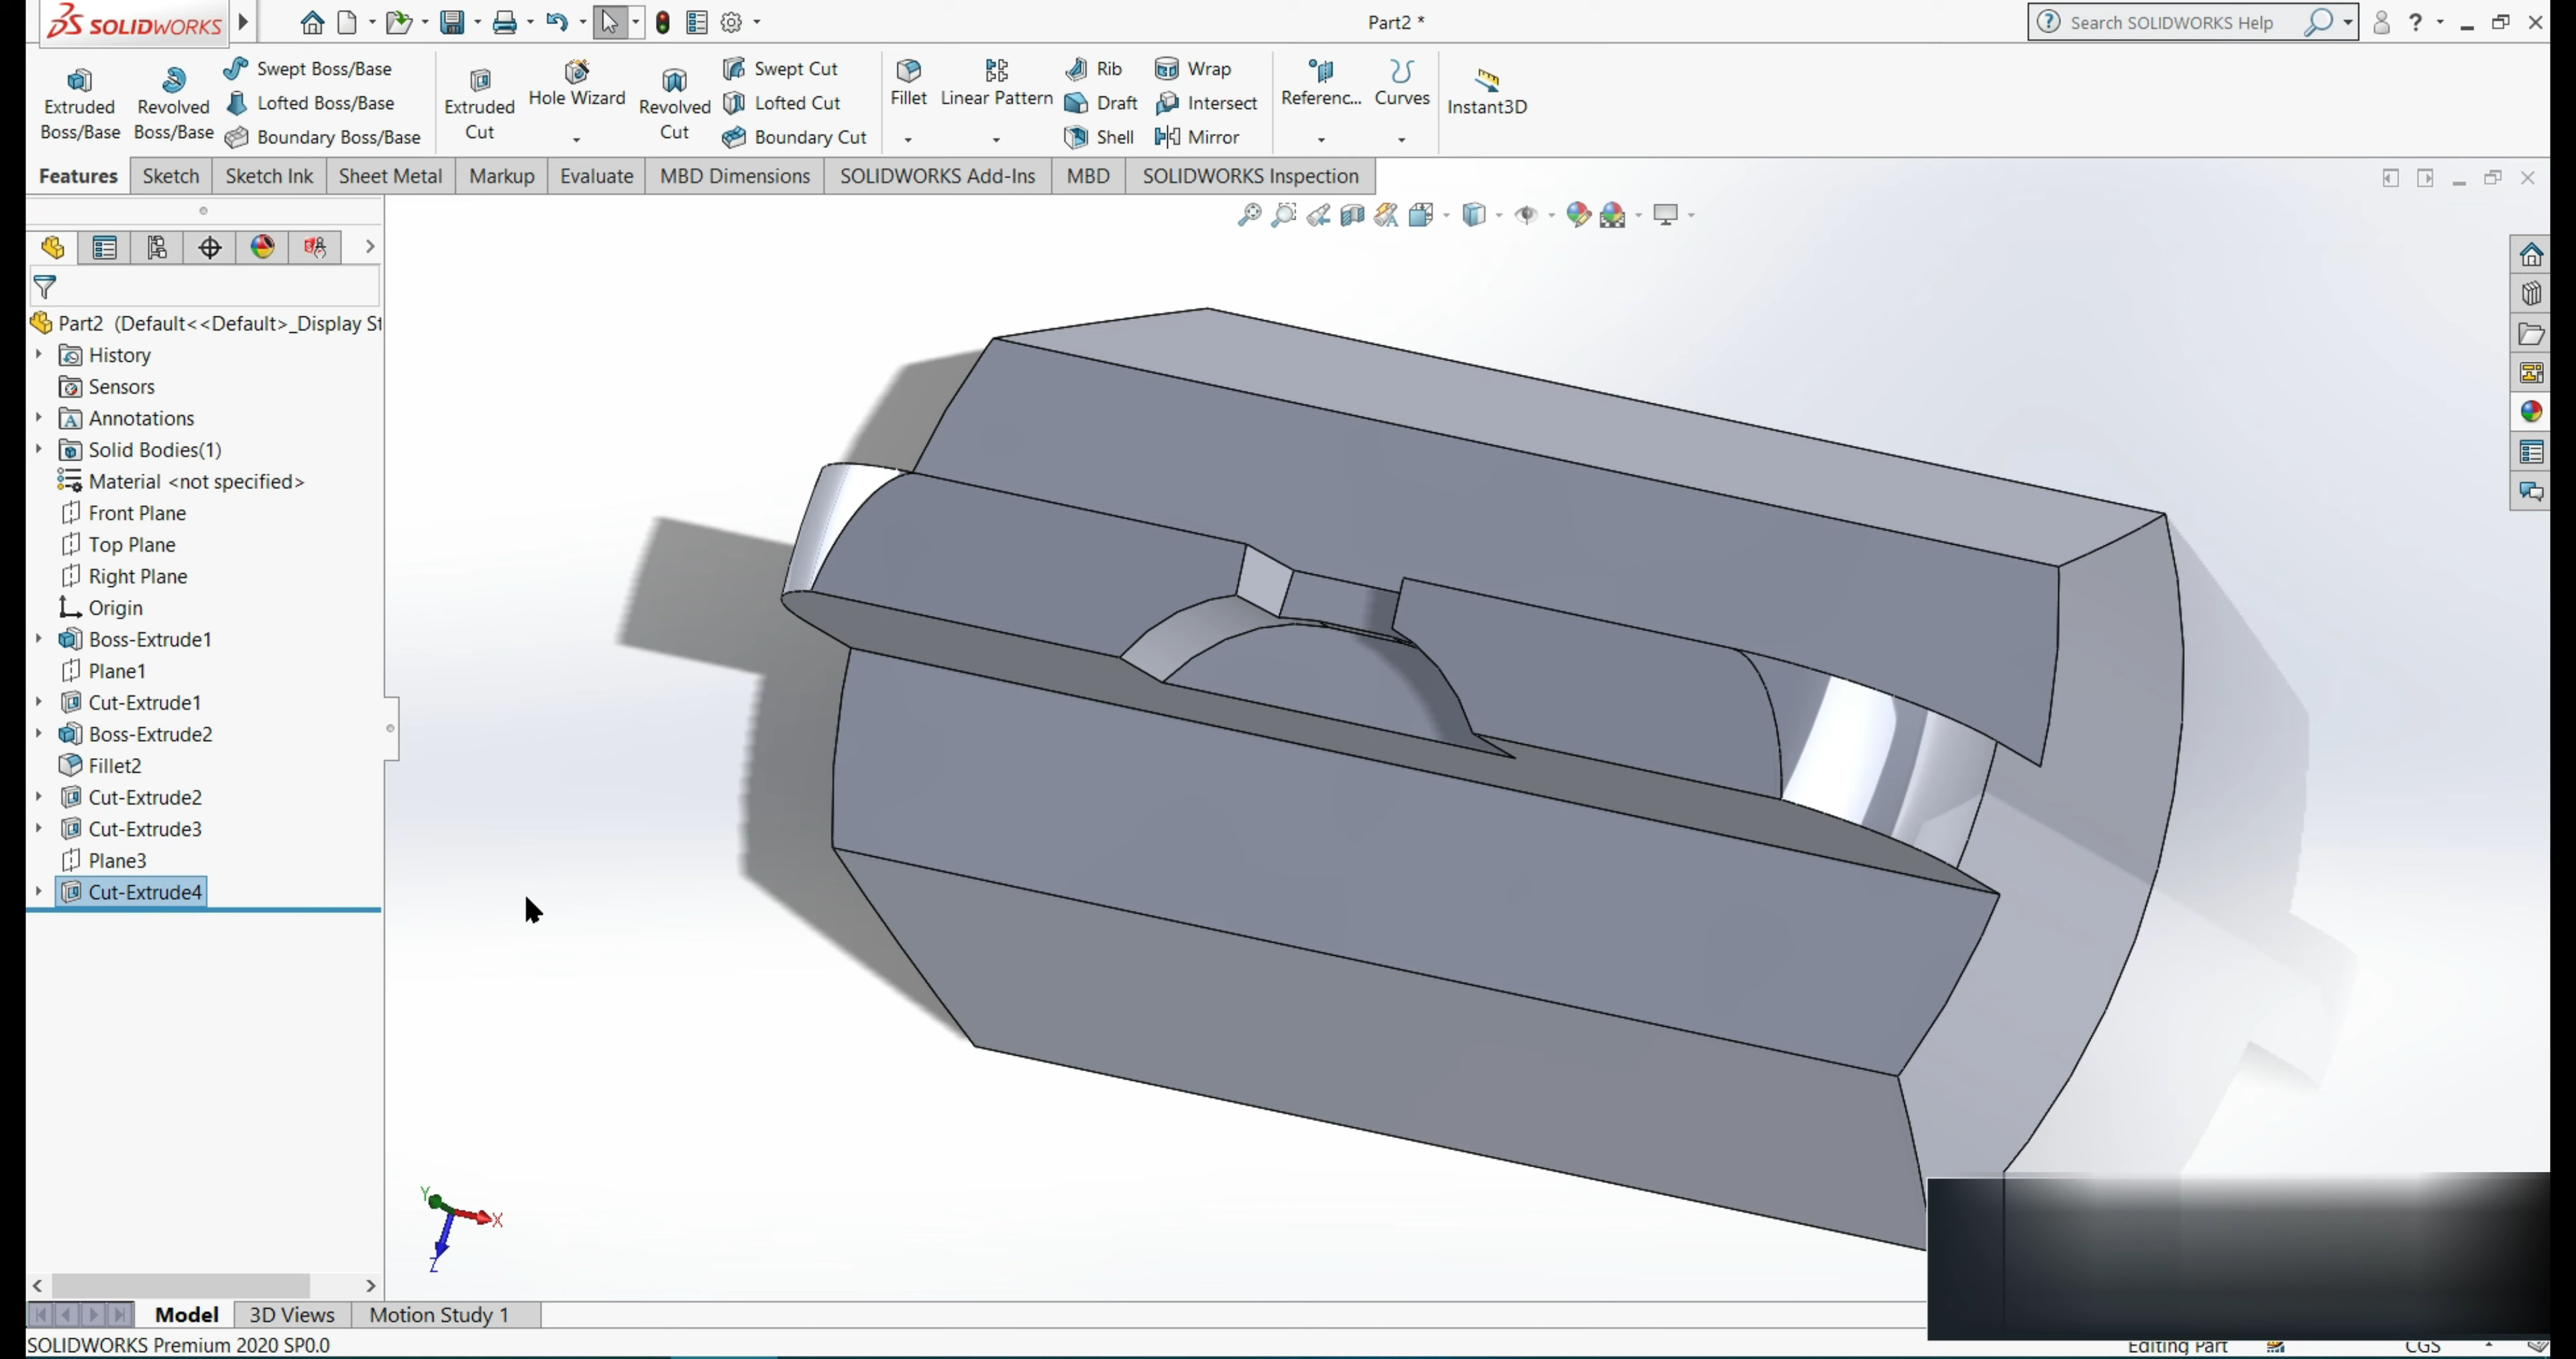 SOLIDWORKS
Part2 *
Search SOLIDWORKS Help
?
Extruded Boss/Base
Revolved Boss/Base
Swept Boss/Base
Lofted Boss/Base
Boundary Boss/Base
Extruded Cut
Hole Wizard
Revolved Cut
Swept Cut
Lofted Cut
Boundary Cut
Fillet
Linear Pattern
Rib
Draft
Shell
Wrap
Intersect
Mirror
Referenc...
Curves
Instant3D
Features
Sketch
Sketch Ink
Sheet Metal
Markup
Evaluate
MBD Dimensions
SOLIDWORKS Add-Ins
MBD
SOLIDWORKS Inspection
Part2 (Default<<Default>_Display St
History
Sensors
Annotations
Solid Bodies(1)
Material <not specified>
Front Plane
Top Plane
Right Plane
Origin
Boss-Extrude1
Plane1
Cut-Extrude1
Boss-Extrude2
Fillet2
Cut-Extrude2
Cut-Extrude3
Plane3
Cut-Extrude4
Y
X
Z
Model
3D Views
Motion Study 1
SOLIDWORKS Premium 2020 SP0.0
Editing Part
CGS